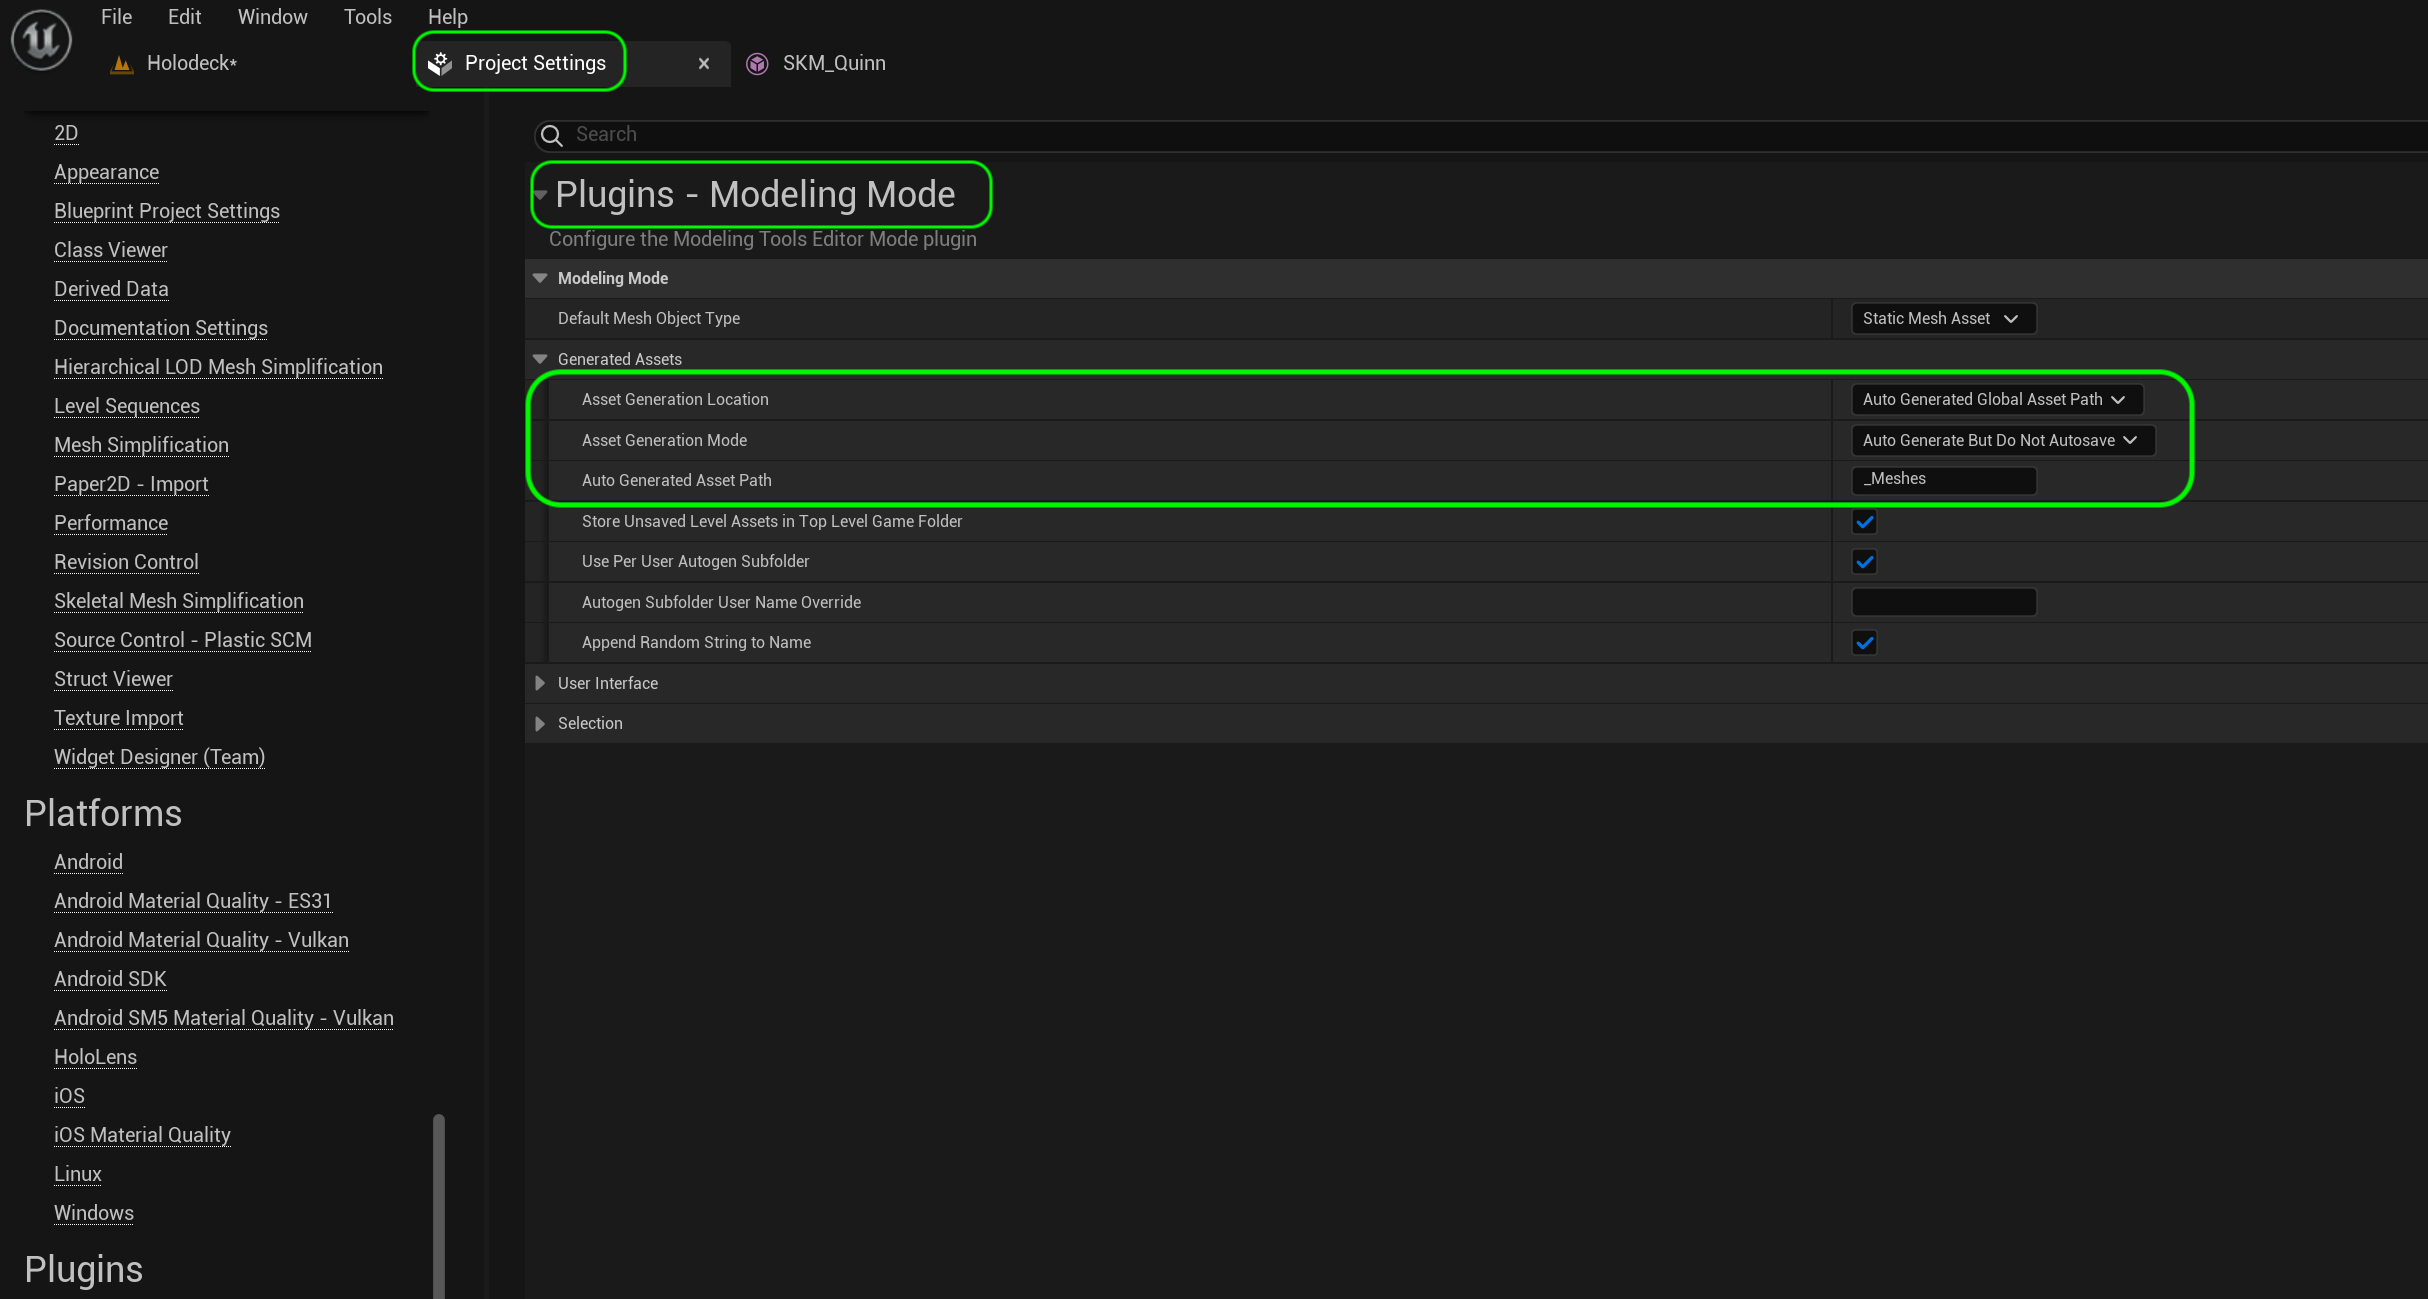 File Edit Window Tools Help
Holodeck*
Project Settings
SKM_Quinn
2D
Appearance
Blueprint Project Settings
Class Viewer
Derived Data
Documentation Settings
Hierarchical LOD Mesh Simplification
Level Sequences
Mesh Simplification
Paper2D - Import
Performance
Revision Control
Skeletal Mesh Simplification
Source Control - Plastic SCM
Struct Viewer
Texture Import
Widget Designer (Team)
Platforms
Android
Android Material Quality - ES31
Android Material Quality - Vulkan
Android SDK
Android SM5 Material Quality - Vulkan
HoloLens
iOS
iOS Material Quality
Linux
Windows
Plugins
Search
Plugins - Modeling Mode
Configure the Modeling Tools Editor Mode plugin
Modeling Mode
Default Mesh Object Type Static Mesh Asset
Generated Assets
Asset Generation Location Auto Generated Global Asset Path
Asset Generation Mode Auto Generate But Do Not Autosave
Auto Generated Asset Path _Meshes
Store Unsaved Level Assets in Top Level Game Folder
Use Per User Autogen Subfolder
Autogen Subfolder User Name Override
Append Random String to Name
User Interface
Selection